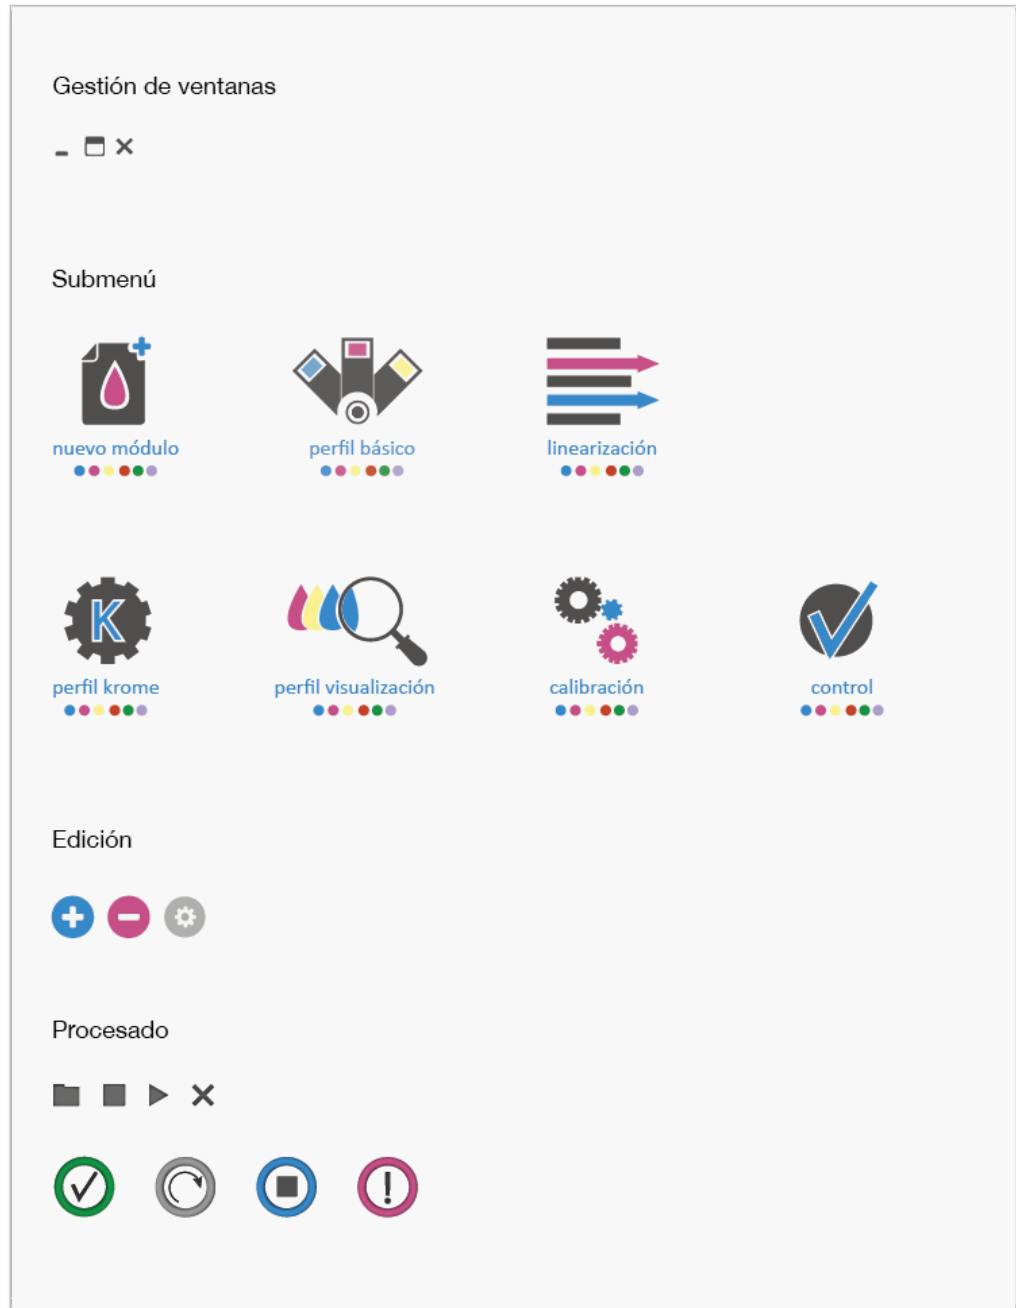 Gestión de ventanas
Submenú
nuevo módulo
perfil básico
linearización
K
perfil krome
perfil visualización
calibración
control
Edición
Procesado